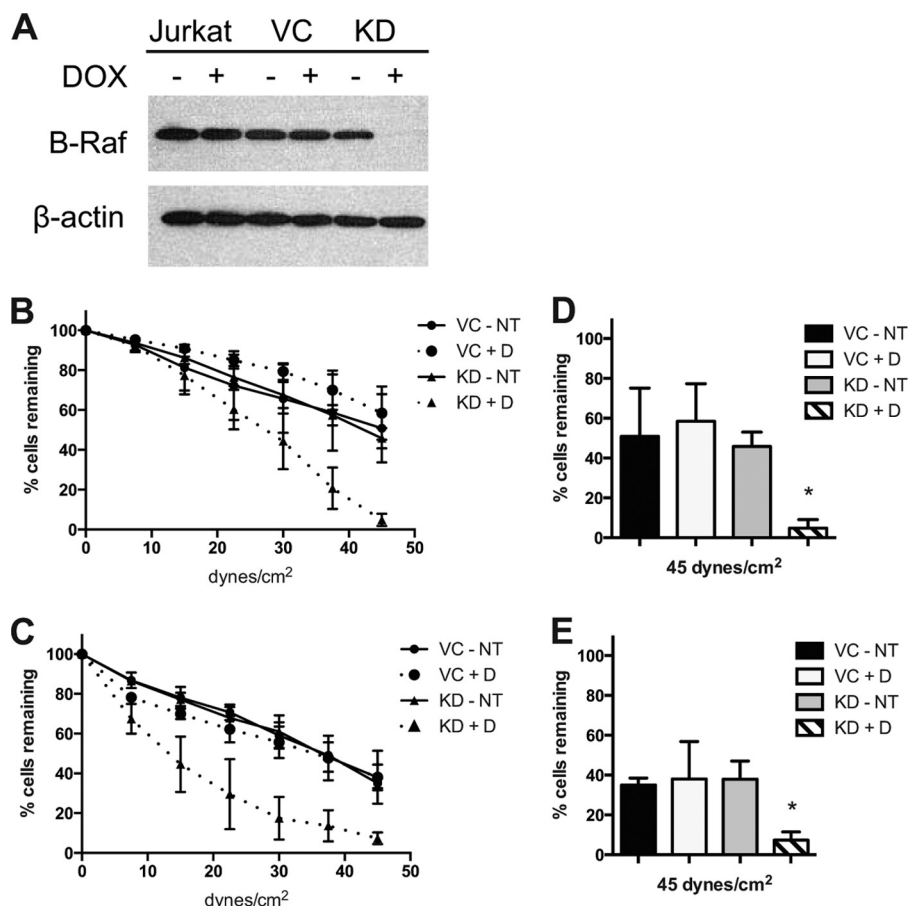 A
Jurkat VC KD
DOX - + - + - +
B-Raf
β-actin
B
% cells remaining
100
80
60
40
20
0
0 10 20 30 40 50
dynes/cm²
VC - NT
VC + D
KD - NT
KD + D
D
% cells remaining
100
80
60
40
20
0
*
45 dynes/cm²
VC - NT
VC + D
KD - NT
KD + D
C
% cells remaining
100
80
60
40
20
0
0 10 20 30 40 50
dynes/cm²
VC - NT
VC + D
KD - NT
KD + D
E
% cells remaining
100
80
60
40
20
0
*
45 dynes/cm²
VC - NT
VC + D
KD - NT
KD + D